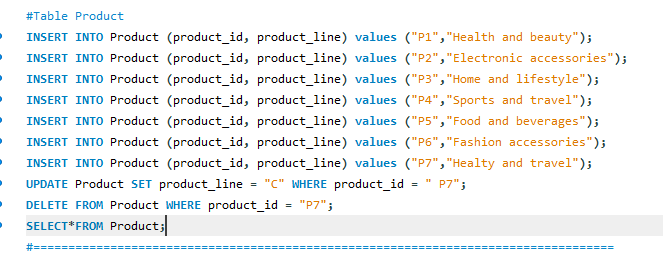 #Table Product
INSERT INTO Product (product_id, product_line) values ("P1","Health and beauty");
INSERT INTO Product (product_id, product_line) values ("P2","Electronic accessories");
INSERT INTO Product (product_id, product_line) values ("P3","Home and lifestyle");
INSERT INTO Product (product_id, product_line) values ("P4","Sports and travel");
INSERT INTO Product (product_id, product_line) values ("P5","Food and beverages");
INSERT INTO Product (product_id, product_line) values ("P6","Fashion accessories");
INSERT INTO Product (product_id, product_line) values ("P7","Healty and travel");
UPDATE Product SET product_line = "C" WHERE product_id = " P7";
DELETE FROM Product WHERE product_id = "P7";
SELECT*FROM Product;
#===================================================================================